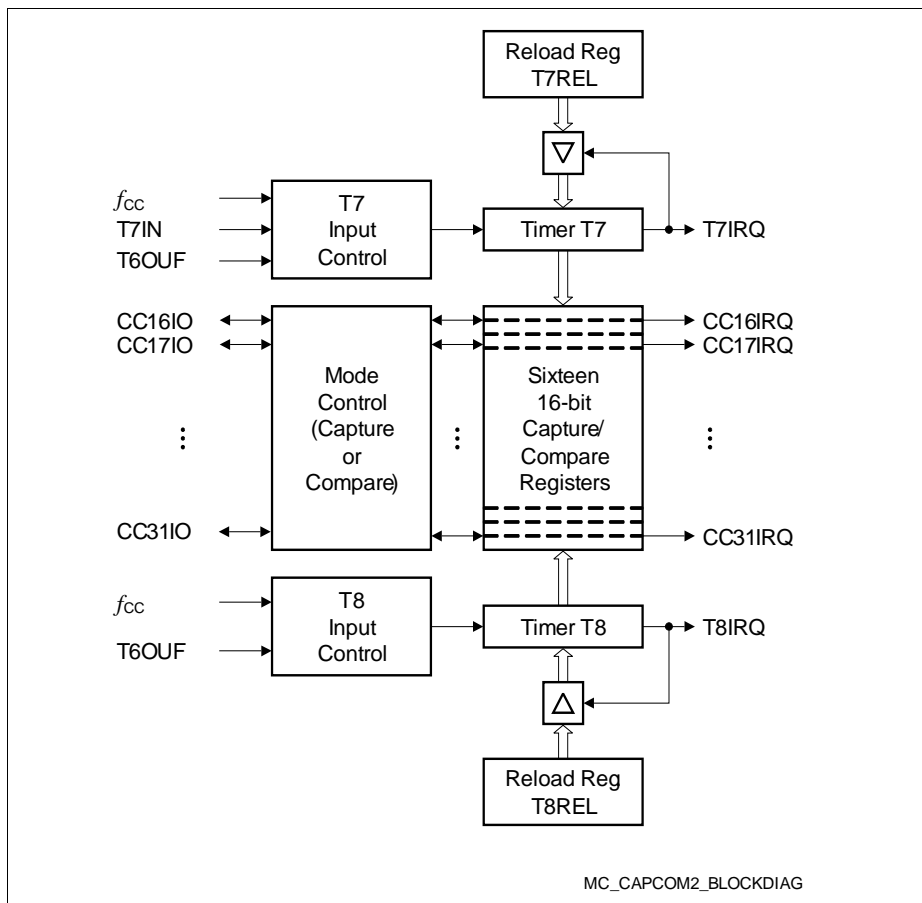 Reload Reg.
T7REL
fCC
T7IN
T6OUF
T7
Input
Control
Timer T7
T7IRQ
CC16IO
CC17IO
CC31IO
Mode
Control
(Capture
or
Compare)
Sixteen
16-bit
Capture/
Compare
Registers
CC16IRQ
CC17IRQ
CC31IRQ
fCC
T6OUF
T8
Input
Control
Timer T8
T8IRQ
Reload Reg.
T8REL
MC_CAPCOM2_BLOCKDIAG